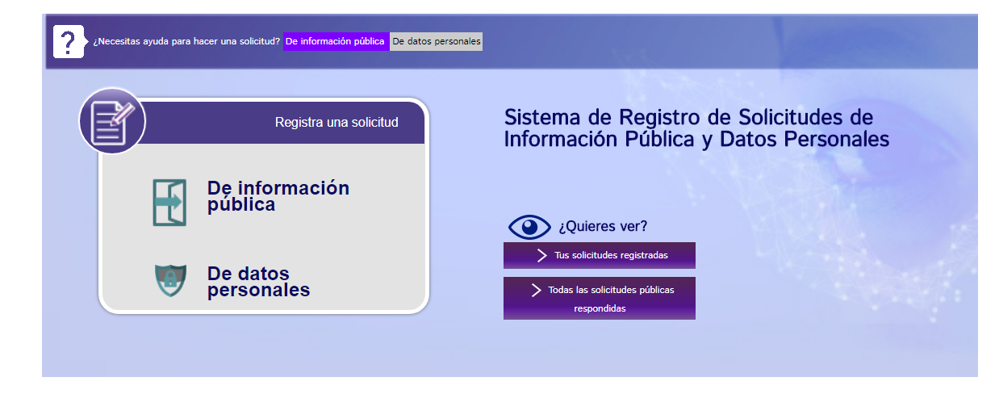 ?
¿Necesitas ayuda para hacer una solicitud? De información pública De datos personales
Registra una solicitud
De información
pública
De datos
personales
Sistema de Registro de Solicitudes de
Información Pública y Datos Personales
¿Quieres ver?
Tus solicitudes registradas
Todas las solicitudes públicas
respondidas